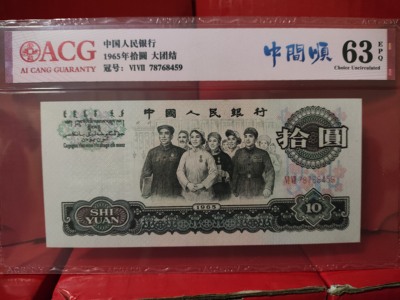 ACG
AI CANG GUARANTY
中国人民银行
1965年拾圆 大团结
冠号: VIVII 78768459
中間順
63
EPQ
Choice Uncirculated
中國人民銀行
拾圓
SHI
YUAN
1965
10